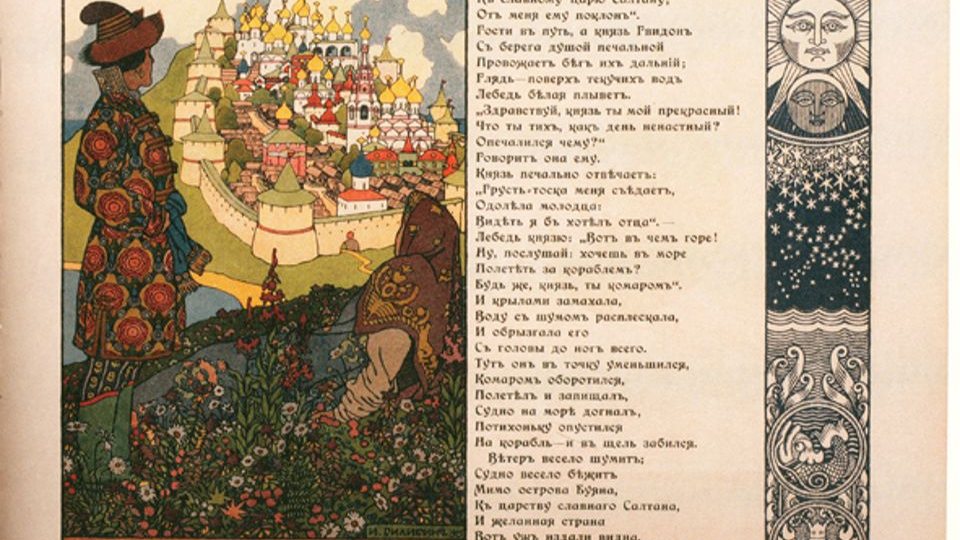 Къ славному царю Салтану,
Отъ меня ему поклонъ“.
Гости въ путь, а князь Гвидонъ
Съ берега душой печальной
Провожаетъ бѣгъ ихъ дальній;
Глядь—поверхъ текучихъ водъ
Лебедь бѣлая плыветъ.
„Здравствуй, князь ты мой прекрасный!
Что ты тихъ, какъ день ненастный?
Опечалился чему?“
Говоритъ она ему.
Князь печально отвѣчаетъ:
„Грусть-тоска меня съѣдаетъ,
Одолѣла молодца:
Видѣть я бъ хотѣлъ отца“.—
Лебедь князю: „Вотъ въ чемъ горе!
Ну, послушай: хочешь въ море
Полетѣть за кораблемъ?
Будь же, князь, ты комаромъ“.
И крылами замахала,
Воду съ шумомъ расплескала,
И обрызгала его
Съ головы до ногъ всего.
Тутъ онъ въ точку уменьшился,
Комаромъ оборотился,
Полетѣлъ и запищалъ,
Судно на морѣ догналъ,
Потихоньку опустился
На корабль—и въ щель забился.
Вѣтеръ весело шумитъ;
Судно весело бѣжитъ
Мимо острова Буяна,
Къ царству славнаго Салтана,
И желанная страна
Вотъ ужъ издали видна.
И. БИЛИБИНЪ